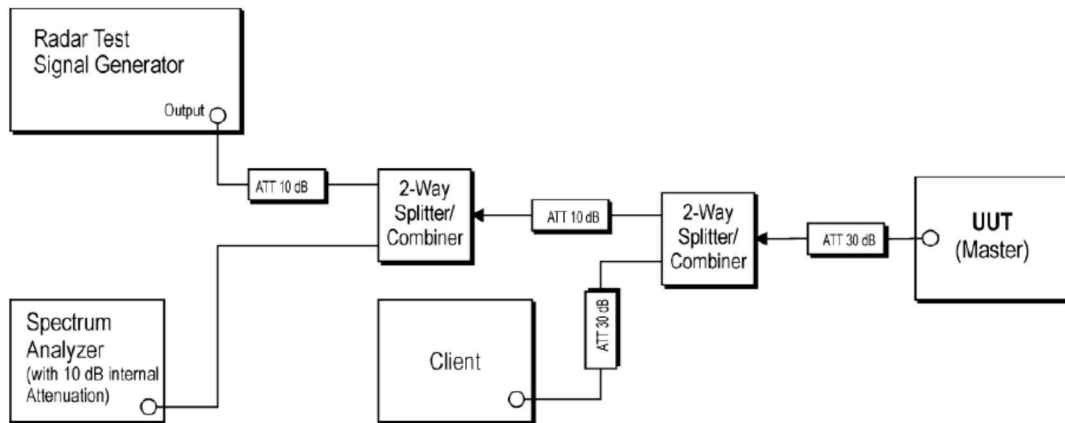 Radar Test
Signal Generator
Output
ATT 10 dB
2-Way
Splitter/
Combiner
ATT 10 dB
2-Way
Splitter/
Combiner
ATT 30 dB
UUT
(Master)
ATT 30 dB
Spectrum
Analyzer
(with 10 dB internal
Attenuation)
Client